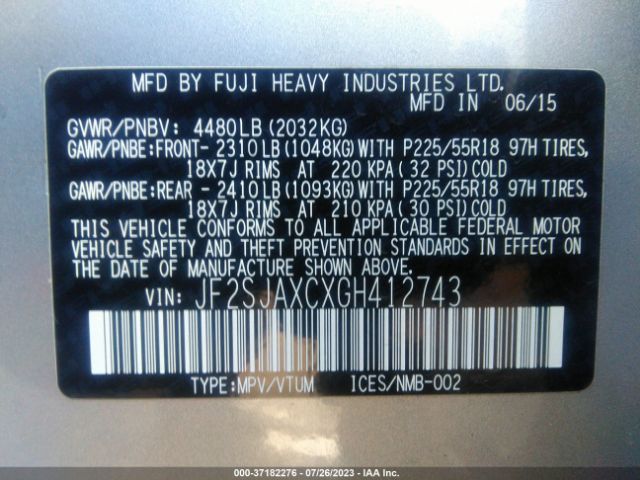 MFD BY FUJI HEAVY INDUSTRIES LTD.
MFD IN 06/15
GVWR/PNBV: 4480LB (2032KG)
GAWR/PNBE:FRONT- 2310LB (1048KG) WITH P225/55R18 97H TIRES,
18X7J RIMS AT 220 KPA (32 PSI) COLD
GAWR/PNBE:REAR - 2410LB (1093KG) WITH P225/55R18 97H TIRES,
18X7J RIMS AT 210 KPA (30 PSI) COLD
THIS VEHICLE CONFORMS TO ALL APPLICABLE FEDERAL MOTOR
VEHICLE SAFETY AND THEFT PREVENTION STANDARDS IN EFFECT ON
THE DATE OF MANUFACTURE SHOWN ABOVE.
VIN: JF2SJAXCXGH412743
TYPE:MPV/VTUM ICES/NMB-002
000-37182276 - 07/26/2023 - IAA Inc.